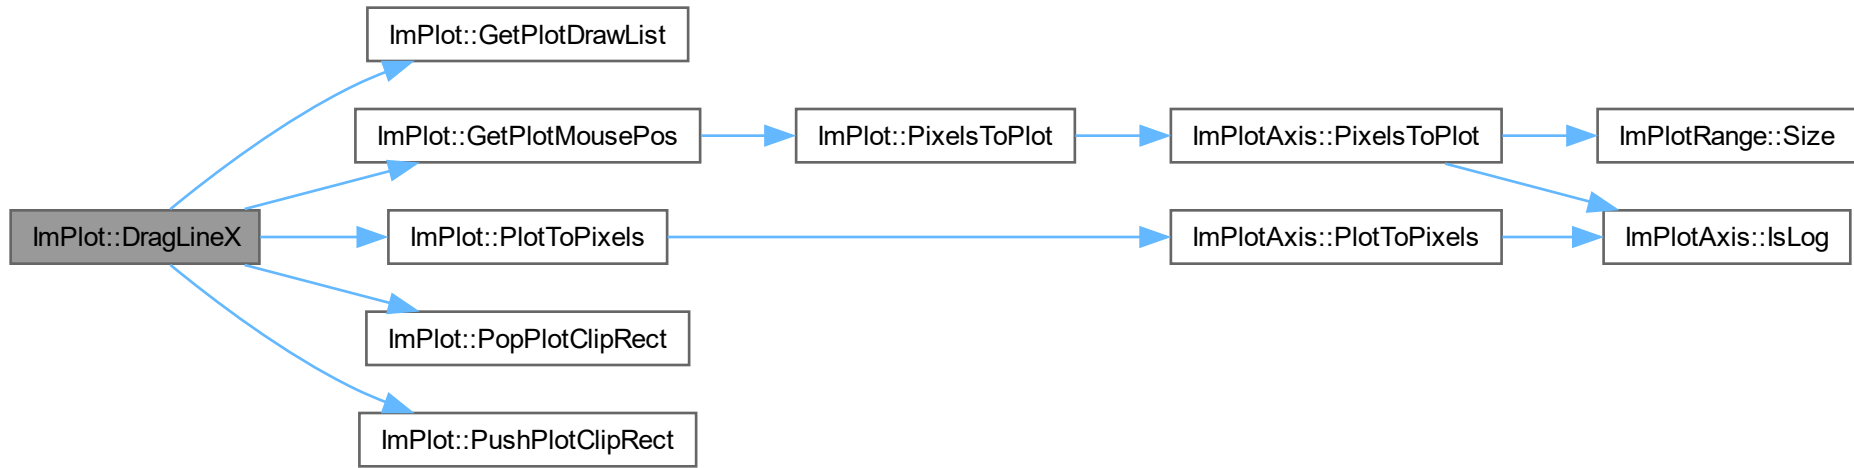 ImPlot::GetPlotDrawList
ImPlot::GetPlotMousePos
ImPlot::PixelsToPlot
ImPlotAxis::PixelsToPlot
ImPlotRange::Size
ImPlot::DragLineX
ImPlot::PlotToPixels
ImPlotAxis::PlotToPixels
ImPlotAxis::IsLog
ImPlot::PopPlotClipRect
ImPlot::PushPlotClipRect